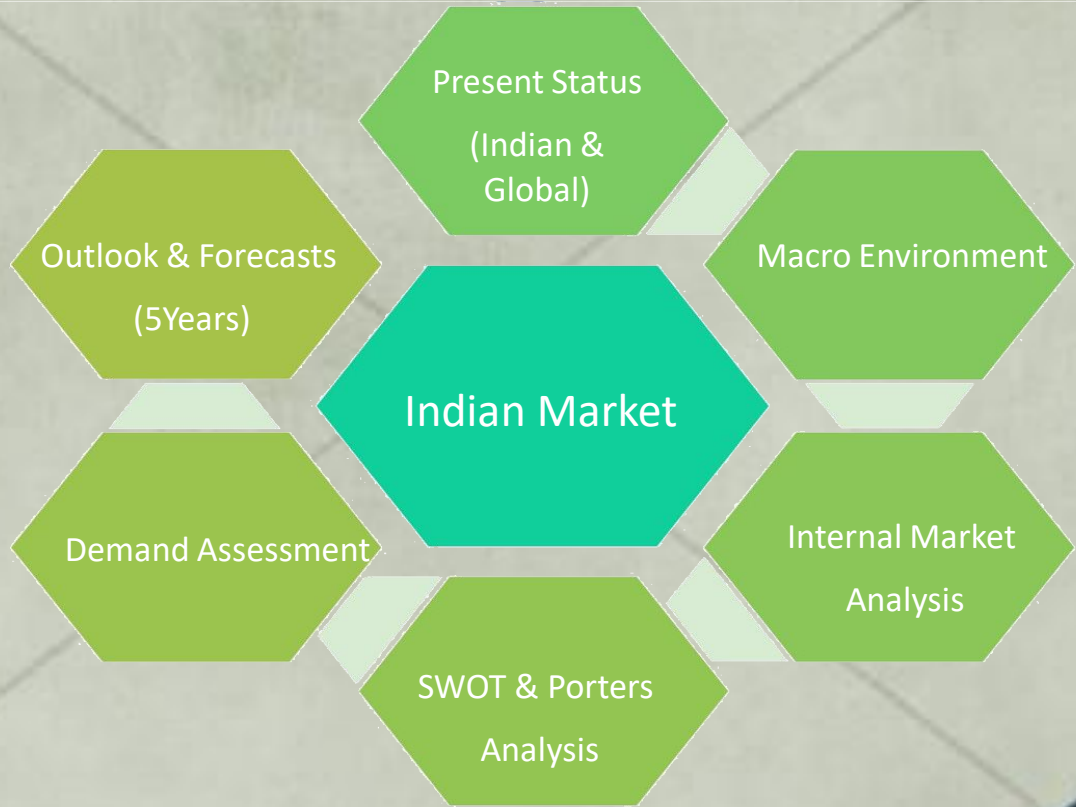 Present Status
(Indian &
Global)
Macro Environment
Internal Market
Analysis
SWOT & Porters
Analysis
Demand Assessment
Outlook & Forecasts
(5Years)
Indian Market